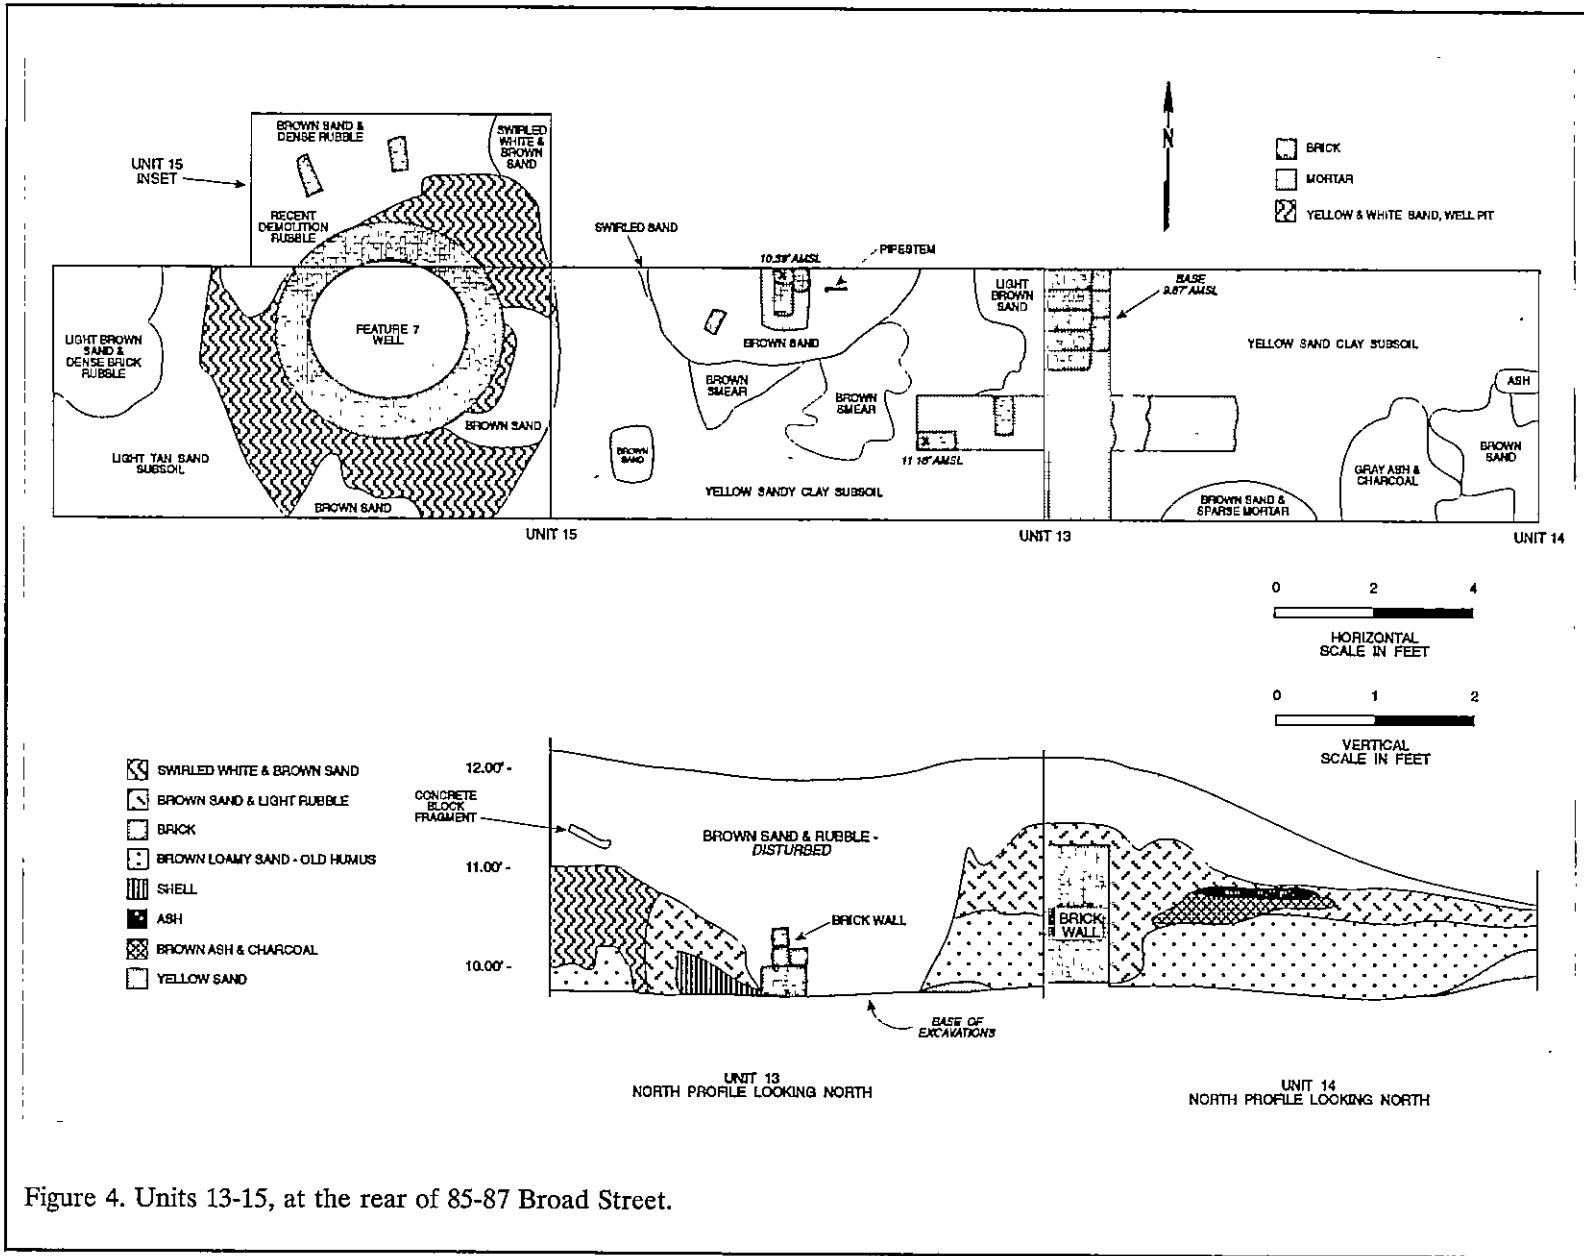 BROWN SAND &
DENSE RUBBLE
SWIRLED
WHITE &
BROWN
SAND
UNIT 15
INSET
RECENT
DEMOLITION
RUBBLE
N
BRICK
MORTAR
YELLOW & WHITE SAND, WELL PIT
SWIRLED SAND
10.39' AMSL
PIPESTEM
LIGHT
BROWN
SAND
BASE
9.87' AMSL
FEATURE 7
WELL
LIGHT BROWN
SAND &
DENSE BRICK
RUBBLE
BROWN SAND
YELLOW SAND CLAY SUBSOIL
BROWN
SMEAR
BROWN
SMEAR
ASH
BROWN SAND
LIGHT TAN SAND
SUBSOIL
BROWN
SAND
X
11.18' AMSL
GRAY ASH &
CHARCOAL
BROWN
SAND
YELLOW SANDY CLAY SUBSOIL
BROWN SAND &
SPARSE MORTAR
BROWN SAND
UNIT 15
UNIT 13
UNIT 14
0 2 4
HORIZONTAL
SCALE IN FEET
0 1 2
VERTICAL
SCALE IN FEET
SWIRLED WHITE & BROWN SAND
BROWN SAND & LIGHT RUBBLE
BRICK
BROWN LOAMY SAND - OLD HUMUS
SHELL
ASH
BROWN ASH & CHARCOAL
YELLOW SAND
12.00' -
CONCRETE
BLOCK
FRAGMENT
11.00' -
10.00' -
BROWN SAND & RUBBLE -
DISTURBED
BRICK WALL
BRICK
WALL
BASE OF
EXCAVATIONS
UNIT 13
NORTH PROFILE LOOKING NORTH
UNIT 14
NORTH PROFILE LOOKING NORTH
Figure 4. Units 13-15, at the rear of 85-87 Broad Street.